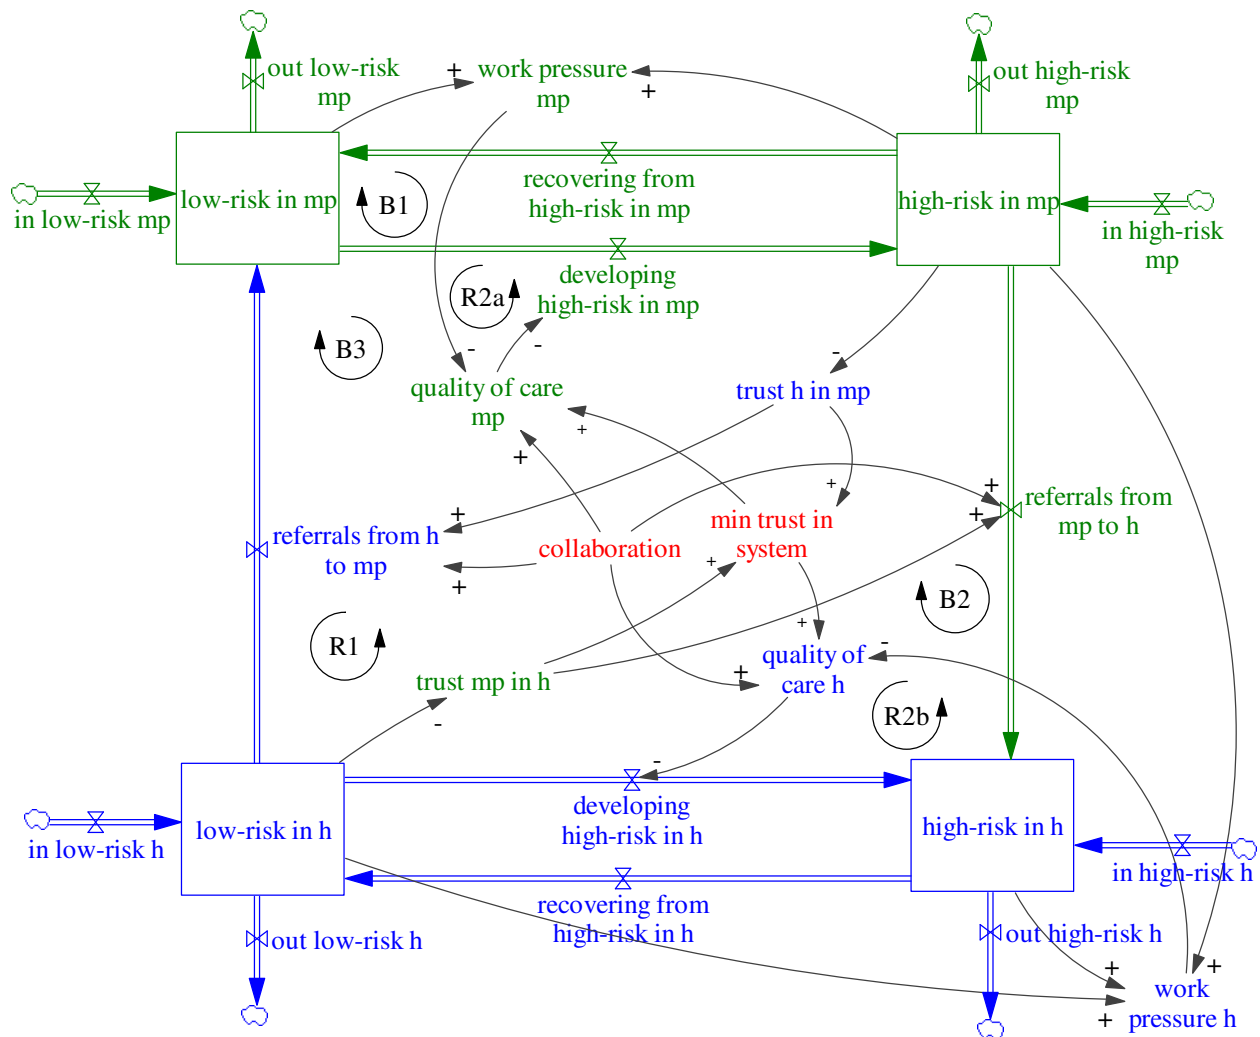 out low-risk
mp
+
work pressure
mp
+
out high-risk
mp
in low-risk mp
low-risk in mp
B1
recovering from
high-risk in mp
high-risk in mp
in high-risk
mp
R2a
developing
high-risk in mp
B3
-
-
-
quality of care
mp
trust h in mp
+
+
+
+
+
+
referrals from h
to mp
collaboration
min trust in
system
referrals from
mp to h
+
+
R1
B2
+
-
trust mp in h
+
quality of
care h
-
R2b
-
in low-risk h
low-risk in h
developing
high-risk in h
high-risk in h
in high-risk h
recovering from
high-risk in h
out low-risk h
out high-risk h
+
+
+
work
pressure h